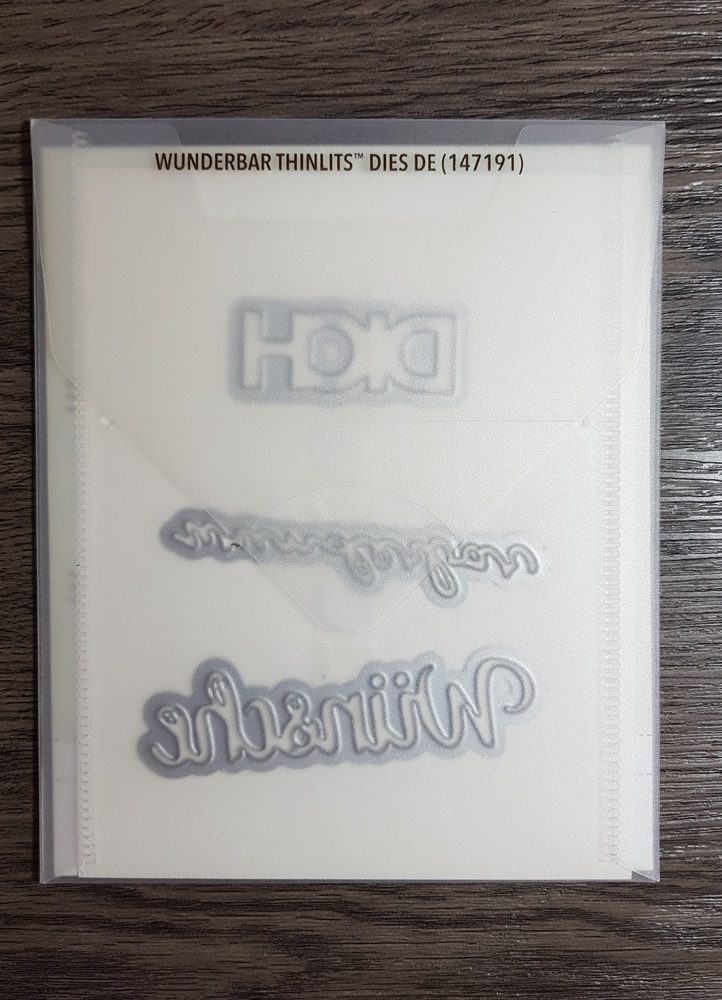 WUNDERBAR THINLITS™ DIES DE (147191)
DICH
Wünsche